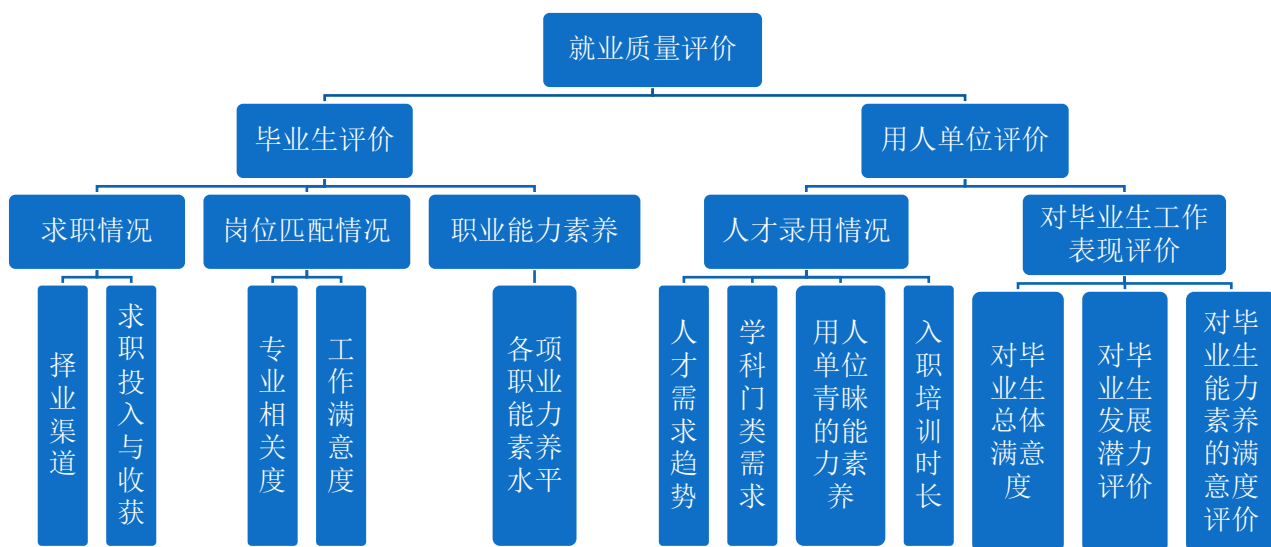 就业质量评价
毕业生评价
用人单位评价
求职情况
岗位匹配情况
职业能力素养
人才录用情况
对毕业生工作
表现评价
择业渠道
求职投入与收获
专业相关度
工作满意度
各项
职业
能力
素养
水平
人才需求趋势
学科门类需求
用人
单位
青睐
的能
力素
养
入职培训时长
对毕
业生
总体
满意
度
对毕
业生
发展
潜力
评价
对毕
业生
能力
素养
的满
意度
评价